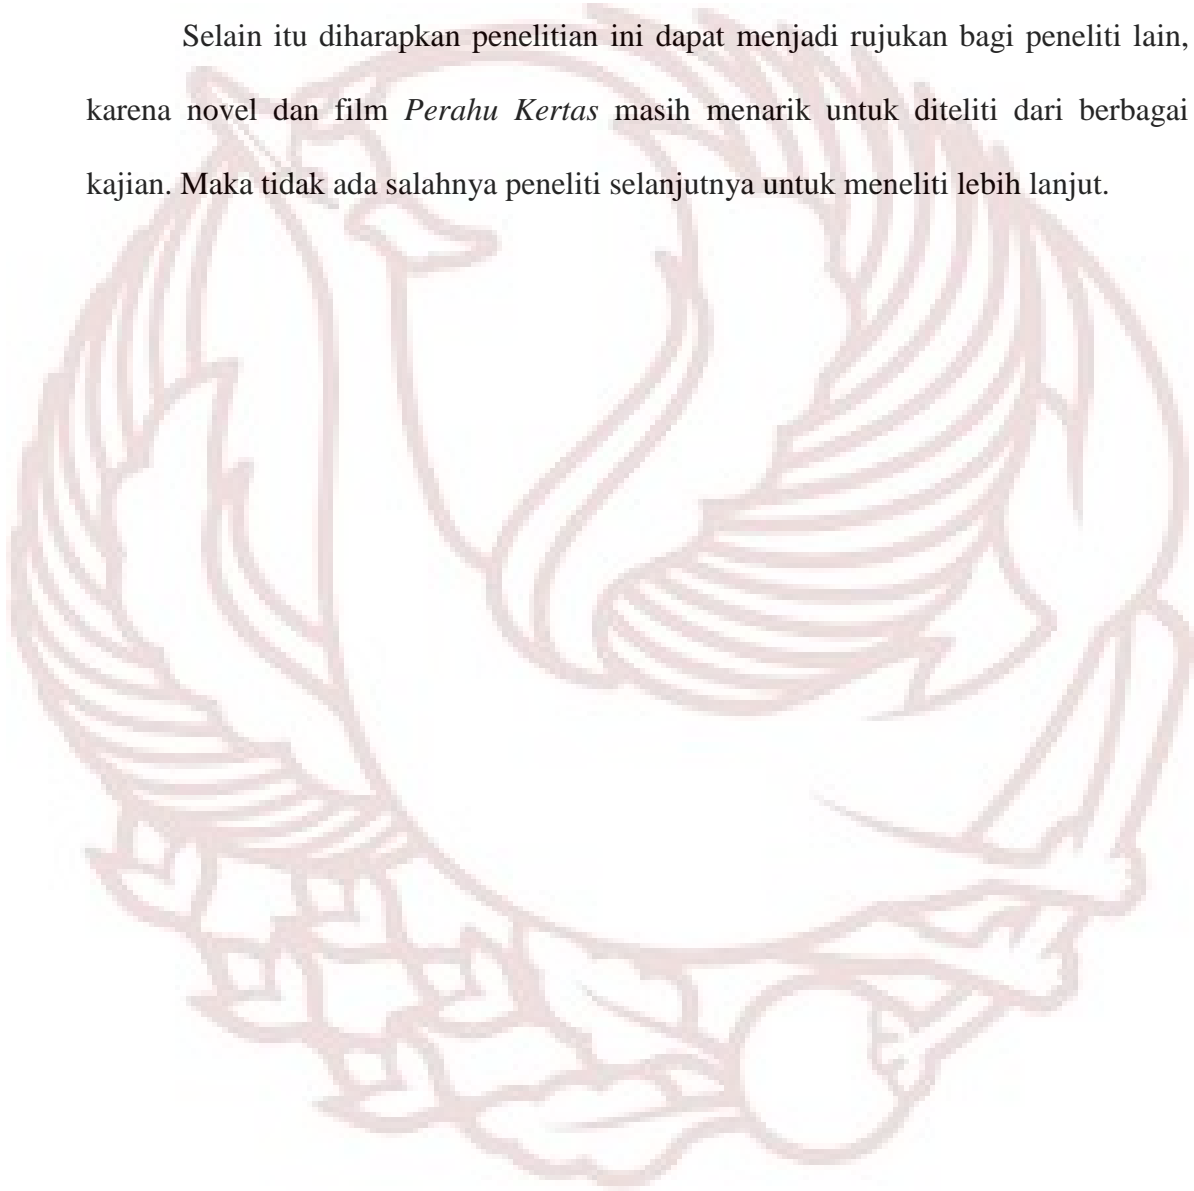 Selain itu diharapkan penelitian ini dapat menjadi rujukan bagi peneliti lain,
karena novel dan film Perahu Kertas masih menarik untuk diteliti dari berbagai
kajian. Maka tidak ada salahnya peneliti selanjutnya untuk meneliti lebih lanjut.